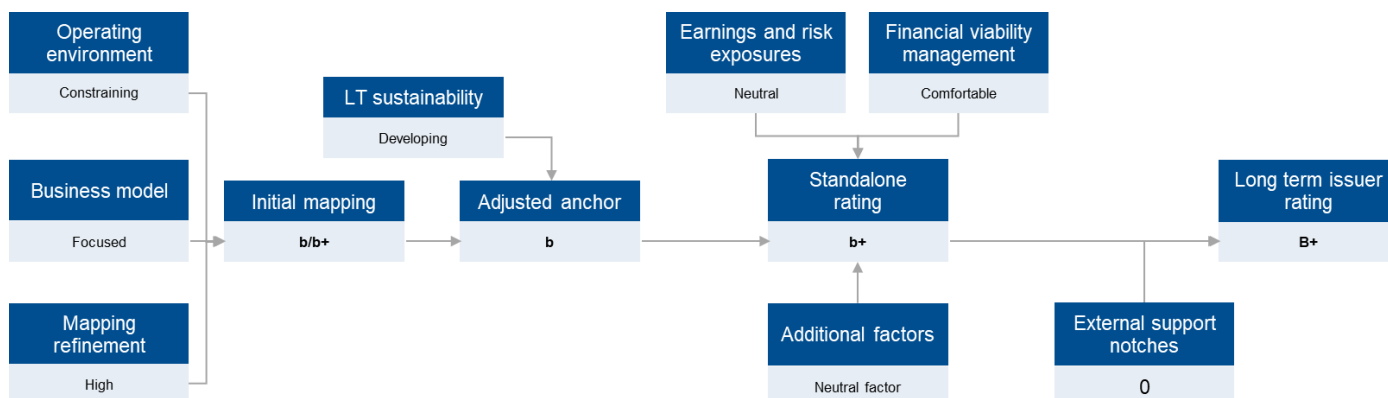 Operating
environment
Constraining
Business model
Focused
Mapping
refinement
High
Initial mapping
b/b+
LT sustainability
Developing
Adjusted anchor
b
Earnings and risk
exposures
Neutral
Financial viability
management
Comfortable
Standalone
rating
b+
Additional factors
Neutral factor
External support
notches
0
Long term issuer
rating
B+